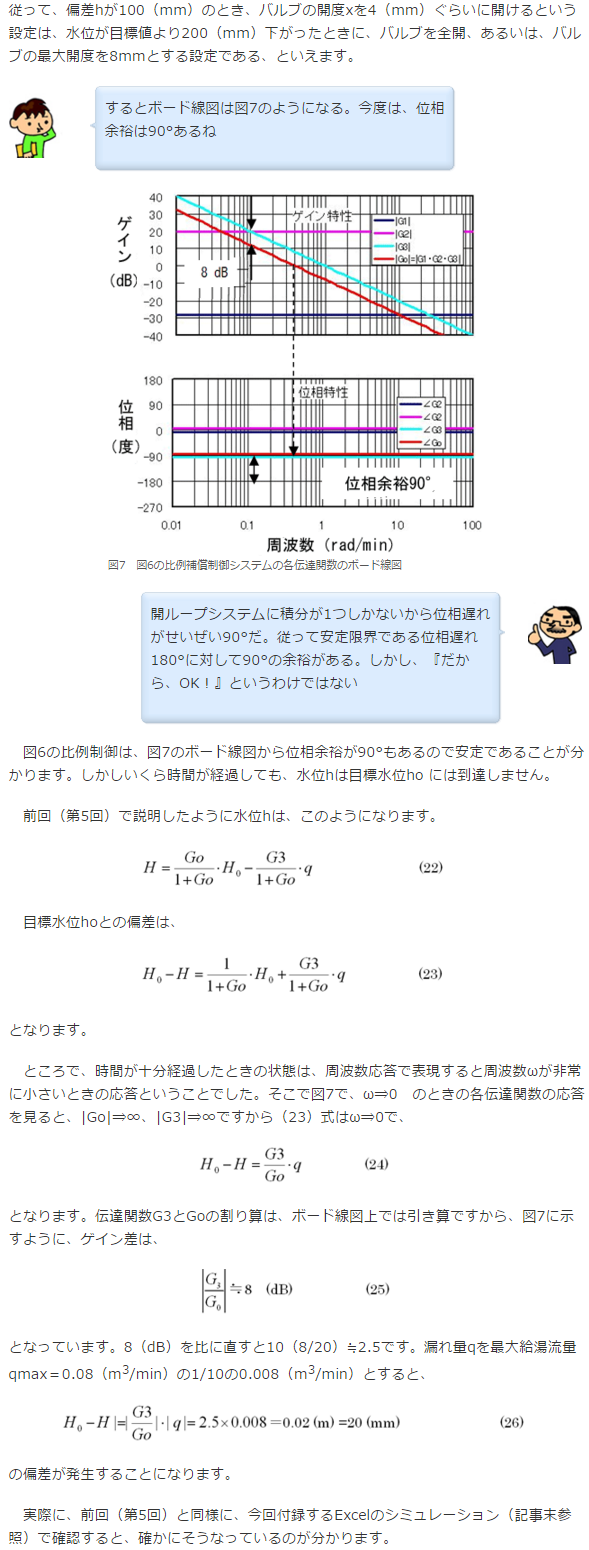 従って、偏差hが100（mm）のとき、バルブの開度xを4（mm）ぐらいに開けるという
設定は、水位が目標値より200（mm）下がったときに、バルブを全開、あるいは、バル
ブの最大開度を8mmとする設定である、といえます。
するとボード線図は図7のようになる。今度は、位相
余裕は90°あるね
ゲイン
(dB)
40
30
20
10
0
-10
-20
-30
-40
ゲイン特性
8 dB
|G1|
|G2|
|G3|
|Go|=|G1・G2・G3|
位相
(度)
180
90
0
-90
-180
-270
位相特性
∠G2
∠G2
∠G3
∠Go
位相余裕90°
0.01 0.1 1 10 100
周波数（rad/min）
図7　図6の比例補償制御システムの各伝達関数のボード線図
開ループシステムに積分が1つしかないから位相遅れ
がせいぜい90°だ。従って安定限界である位相遅れ
180°に対して90°の余裕がある。しかし、『だか
ら、OK！』というわけではない
図6の比例制御は、図7のボード線図から位相余裕が90°もあるので安定であることが分
かります。しかしいくら時間が経過しても、水位hは目標水位ho には到達しません。
前回（第5回）で説明したように水位hは、このようになります。
H = Go/(1+Go)・H₀ − G3/(1+Go)・q (22)
目標水位hoとの偏差は、
H₀−H = 1/(1+Go)・H₀ + G3/(1+Go)・q (23)
となります。
ところで、時間が十分経過したときの状態は、周波数応答で表現すると周波数ωが非常
に小さいときの応答ということでした。そこで図7で、ω⇒0　のときの各伝達関数の応答
を見ると、|Go|⇒∞、|G3|⇒∞ですから（23）式はω⇒0で、
H₀−H = G3/Go・q (24)
となります。伝達関数G3とGoの割り算は、ボード線図上では引き算ですから、図7に示
すように、ゲイン差は、
|G₃/G₀|≒8　(dB) (25)
となっています。8（dB）を比に直すと10（8/20）≒2.5です。漏れ量qを最大給湯流量
qmax＝0.08（m³/min）の1/10の0.008（m³/min）とすると、
H₀−H |=| G3/Go |・| q |= 2.5×0.008＝0.02 (m) =20 (mm) (26)
の偏差が発生することになります。
実際に、前回（第5回）と同様に、今回付録するExcelのシミュレーション（記事末参
照）で確認すると、確かにそうなっているのが分かります。